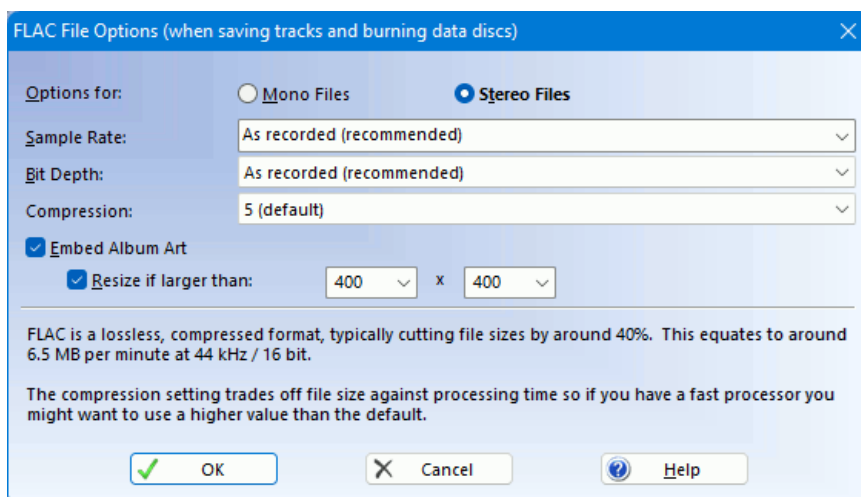 FLAC File Options (when saving tracks and burning data discs)
Options for: Mono Files Stereo Files
Sample Rate: As recorded (recommended)
Bit Depth: As recorded (recommended)
Compression: 5 (default)
Embed Album Art
Resize if larger than: 400 x 400
FLAC is a lossless, compressed format, typically cutting file sizes by around 40%. This equates to around
6.5 MB per minute at 44 kHz / 16 bit.
The compression setting trades off file size against processing time so if you have a fast processor you
might want to use a higher value than the default.
OK Cancel Help